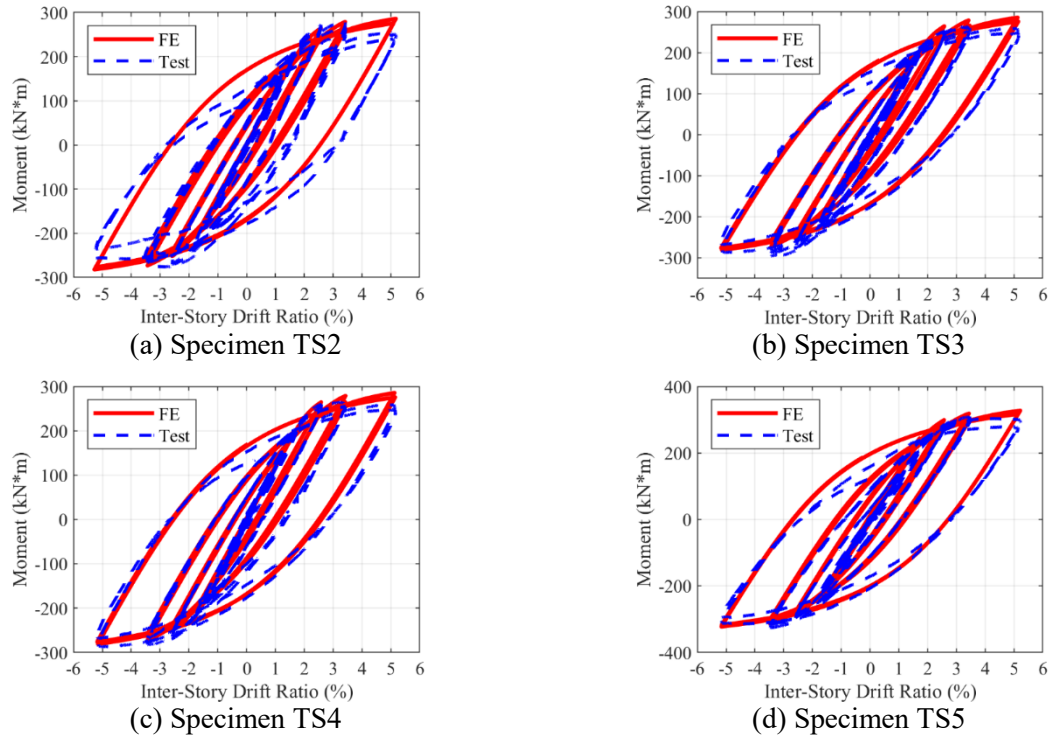 300
200
100
0
-100
-200
-300
Moment (kN*m)
FE
Test
-6 -5 -4 -3 -2 -1 0 1 2 3 4 5 6
Inter-Story Drift Ratio (%)
(a) Specimen TS2
300
200
100
0
-100
-200
-300
Moment (kN*m)
FE
Test
-6 -5 -4 -3 -2 -1 0 1 2 3 4 5 6
Inter-Story Drift Ratio (%)
(b) Specimen TS3
300
200
100
0
-100
-200
-300
Moment (kN*m)
FE
Test
-6 -5 -4 -3 -2 -1 0 1 2 3 4 5 6
Inter-Story Drift Ratio (%)
(c) Specimen TS4
400
200
0
-200
-400
Moment (kN*m)
FE
Test
-6 -5 -4 -3 -2 -1 0 1 2 3 4 5 6
Inter-Story Drift Ratio (%)
(d) Specimen TS5